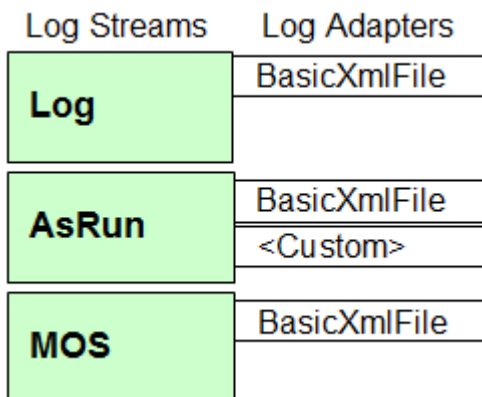 Log Streams Log Adapters
Log BasicXmlFile
AsRun BasicXmlFile
<Custom>
MOS BasicXmlFile